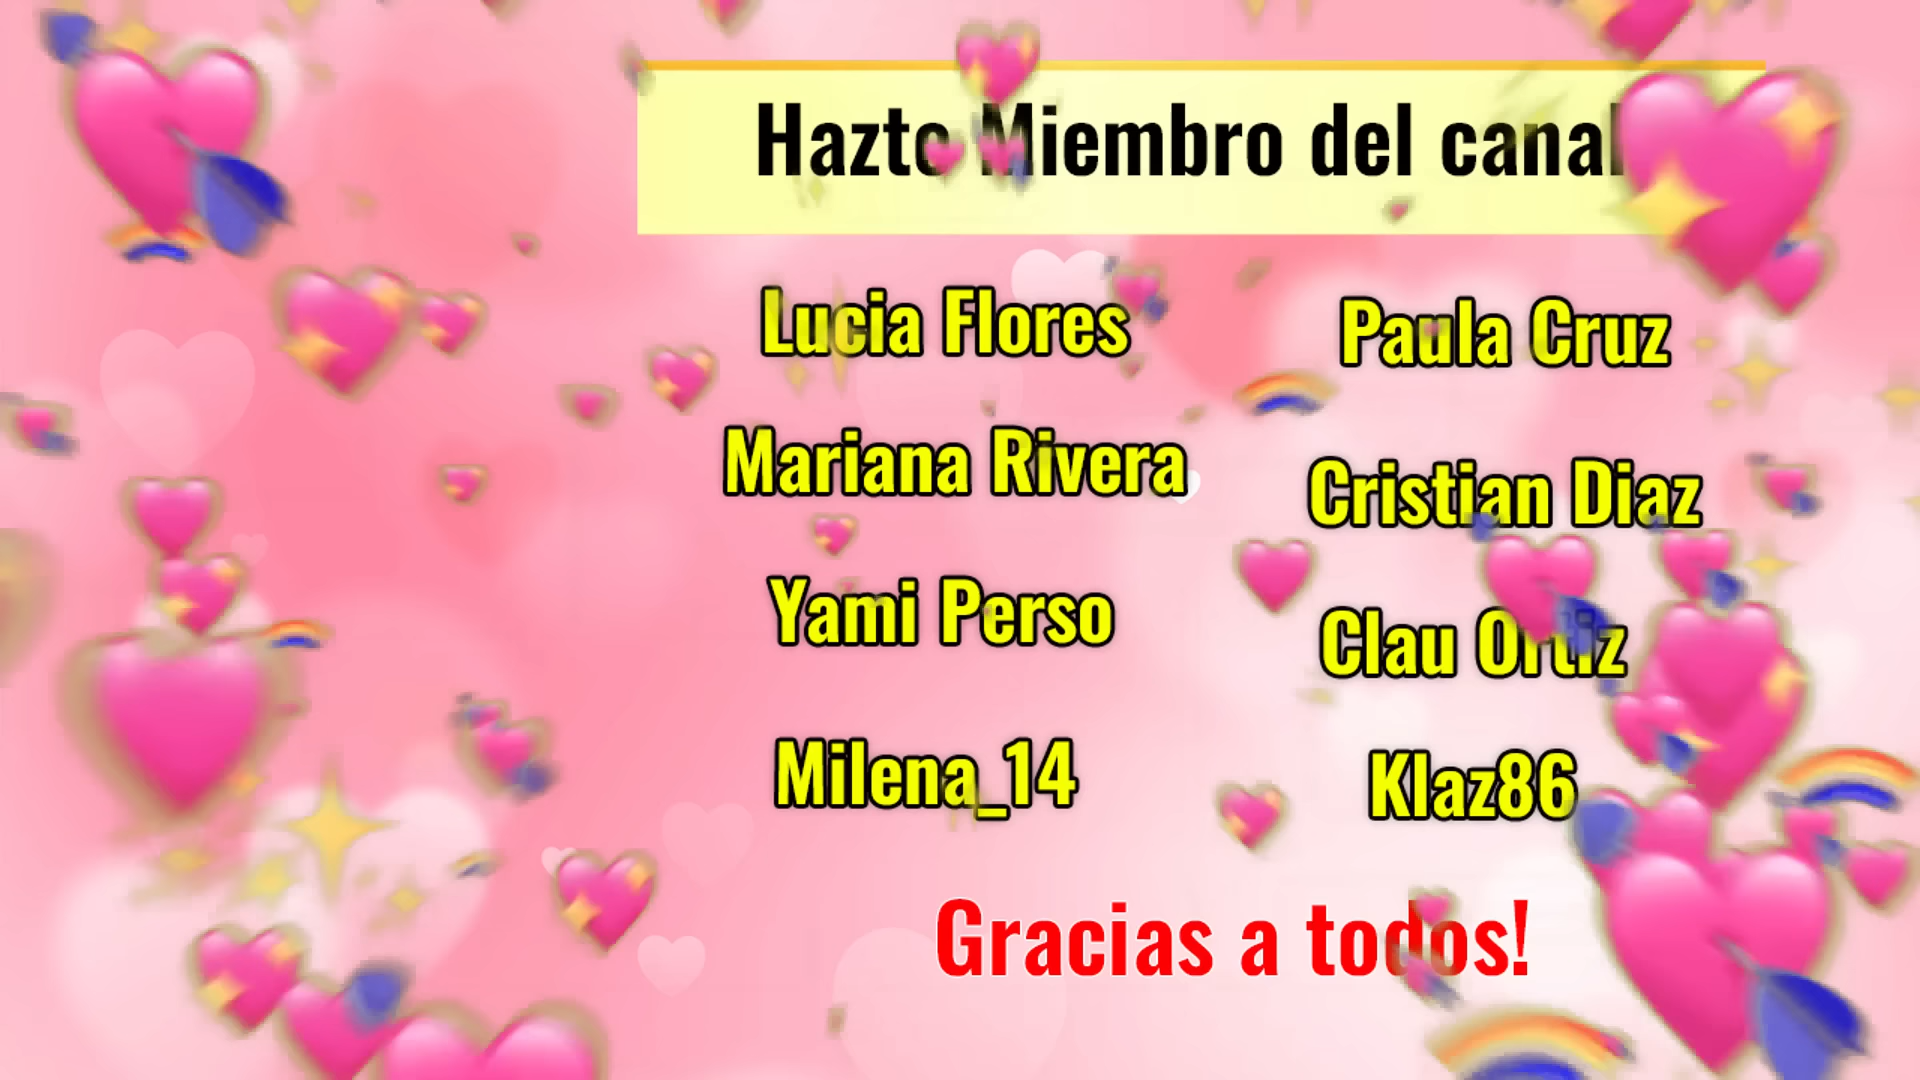 Hazte Miembro del canal
Lucia Flores
Paula Cruz
Mariana Rivera
Cristian Diaz
Yami Perso
Clau Ortiz
Milena_14
Klaz86
Gracias a todos!